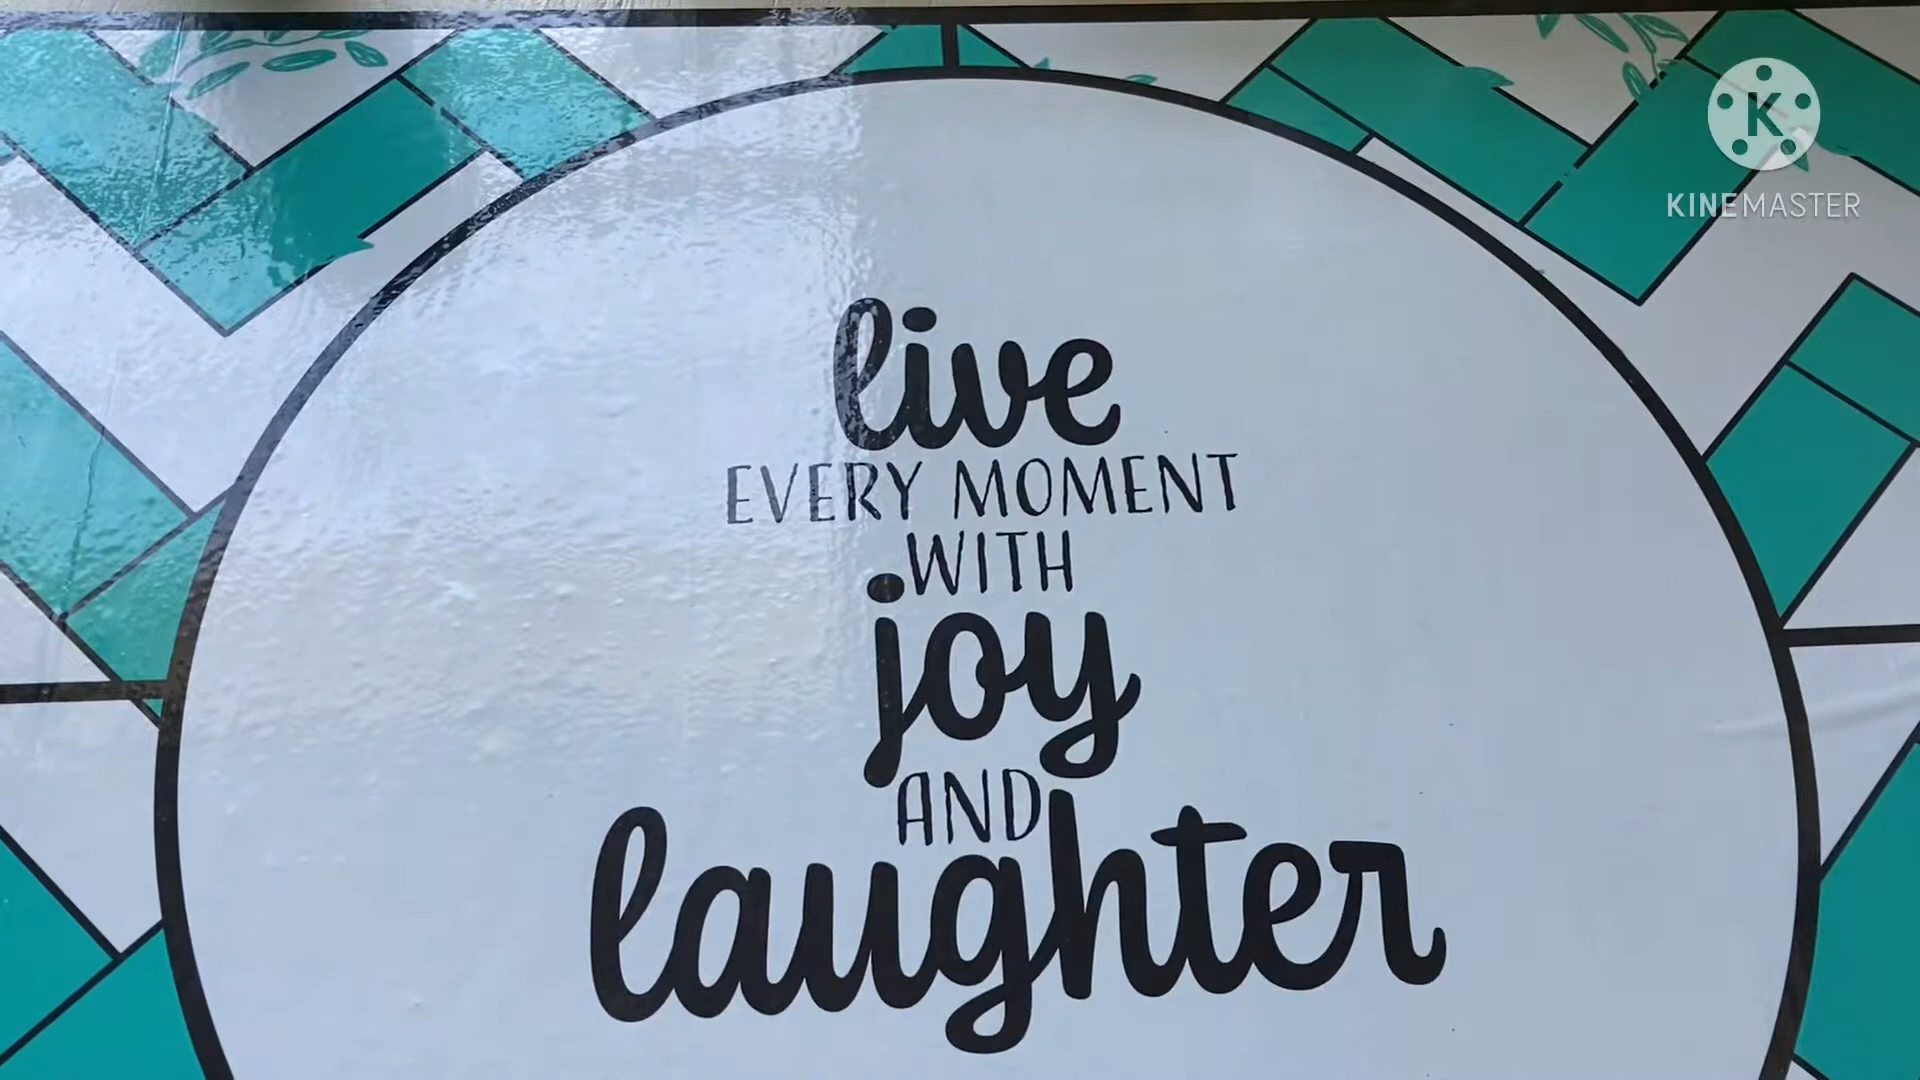 K
KINEMASTER
live
EVERY MOMENT
WITH
joy
AND
laughter